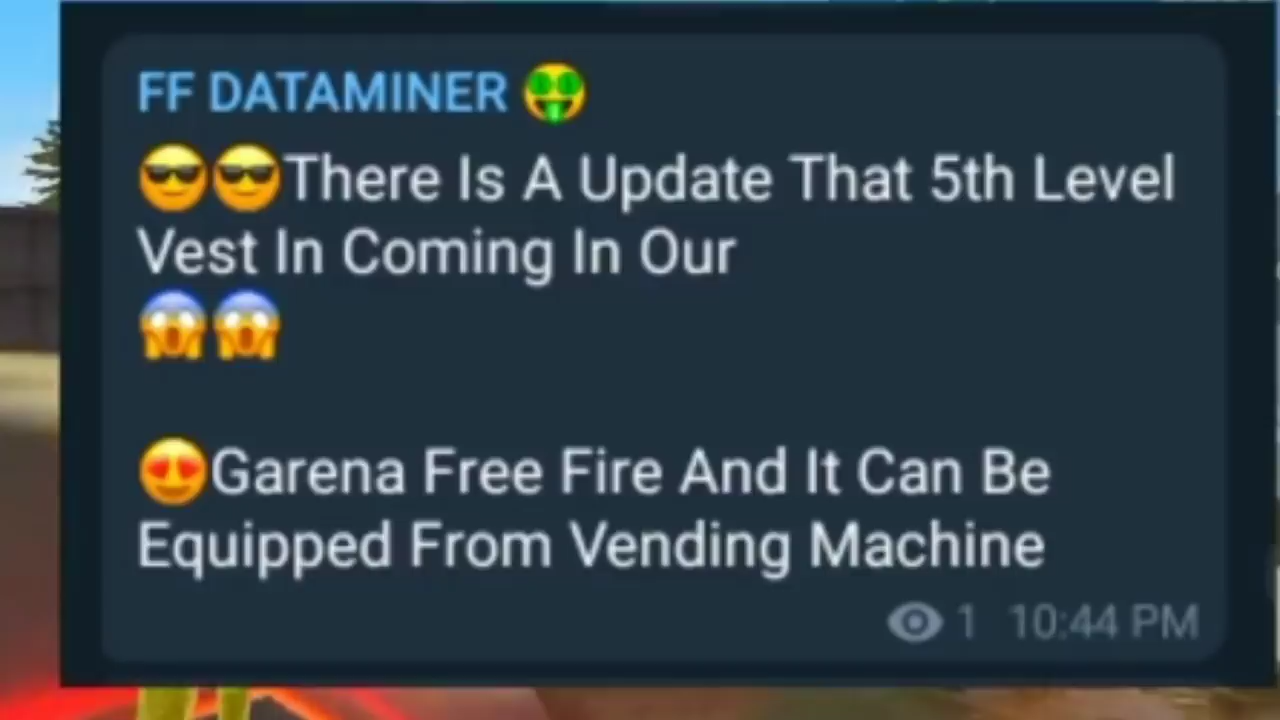 FF DATAMINER 🤑
😎😎There Is A Update That 5th Level
Vest In Coming In Our
😱😱
😍Garena Free Fire And It Can Be
Equipped From Vending Machine
1 10:44 PM